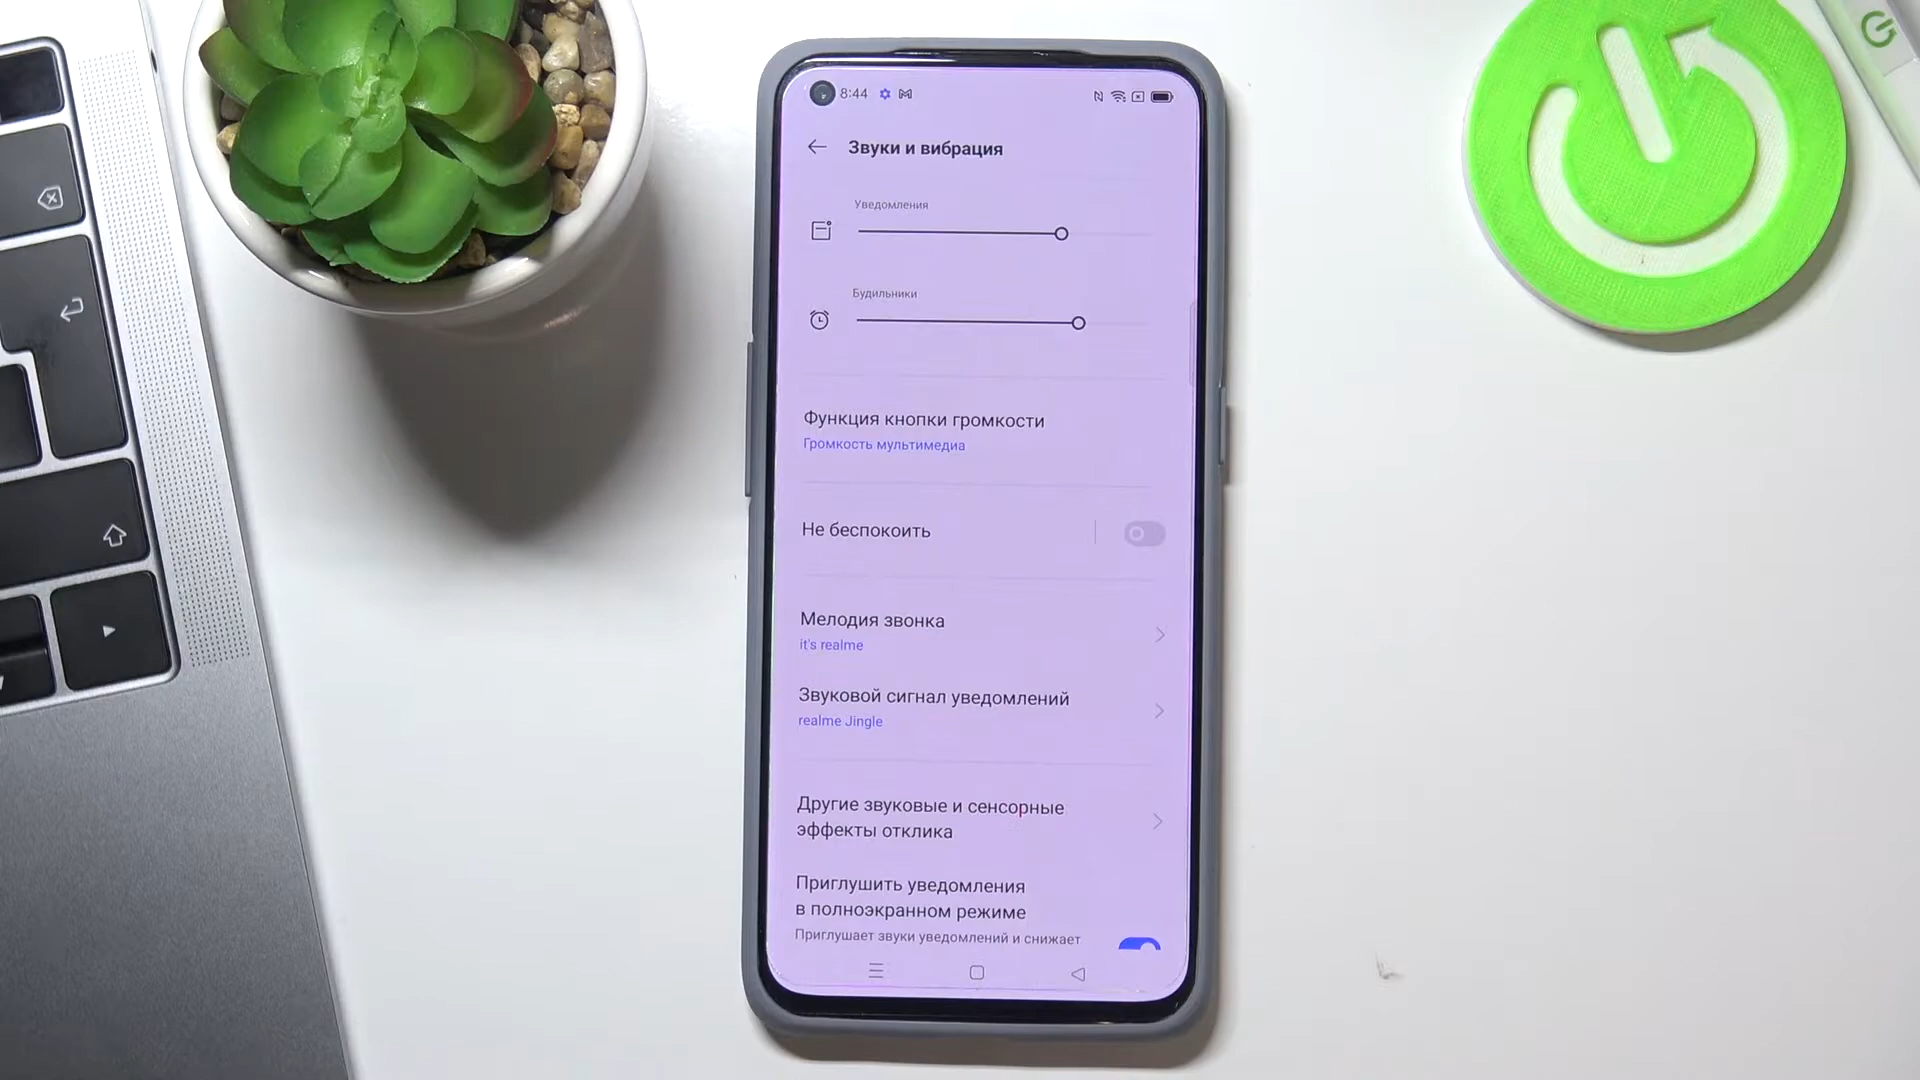 8:44
Звуки и вибрация
Уведомления
Будильники
Функция кнопки громкости
Громкость мультимедиа
Не беспокоить
Мелодия звонка
it's realme
Звуковой сигнал уведомлений
realme Jingle
Другие звуковые и сенсорные
эффекты отклика
Приглушить уведомления
в полноэкранном режиме
Приглушает звуки уведомлений и снижает